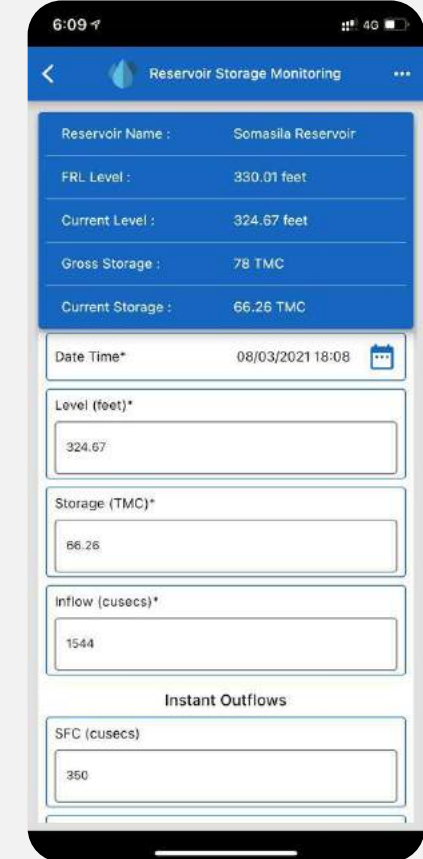 6:09
4G
Reservoir Storage Monitoring
Reservoir Name : Somasila Reservoir
FRL Level : 330.01 feet
Current Level : 324.67 feet
Gross Storage : 78 TMC
Current Storage : 66.26 TMC
Date Time* 08/03/2021 18:08
Level (feet)*
324.67
Storage (TMC)*
66.26
Inflow (cusecs)*
1544
Instant Outflows
SFC (cusecs)
350